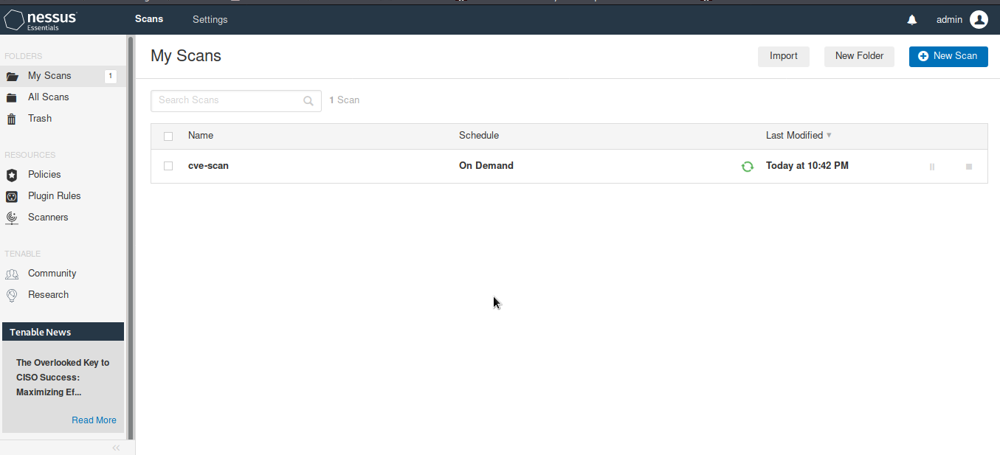 nessus
Essentials
Scans
Settings
admin
FOLDERS
My Scans
1
All Scans
Trash
RESOURCES
Policies
Plugin Rules
Scanners
TENABLE
Community
Research
Tenable News
The Overlooked Key to
CISO Success:
Maximizing Ef...
Read More
My Scans
Import
New Folder
New Scan
Search Scans
1 Scan
Name Schedule Last Modified
cve-scan On Demand Today at 10:42 PM